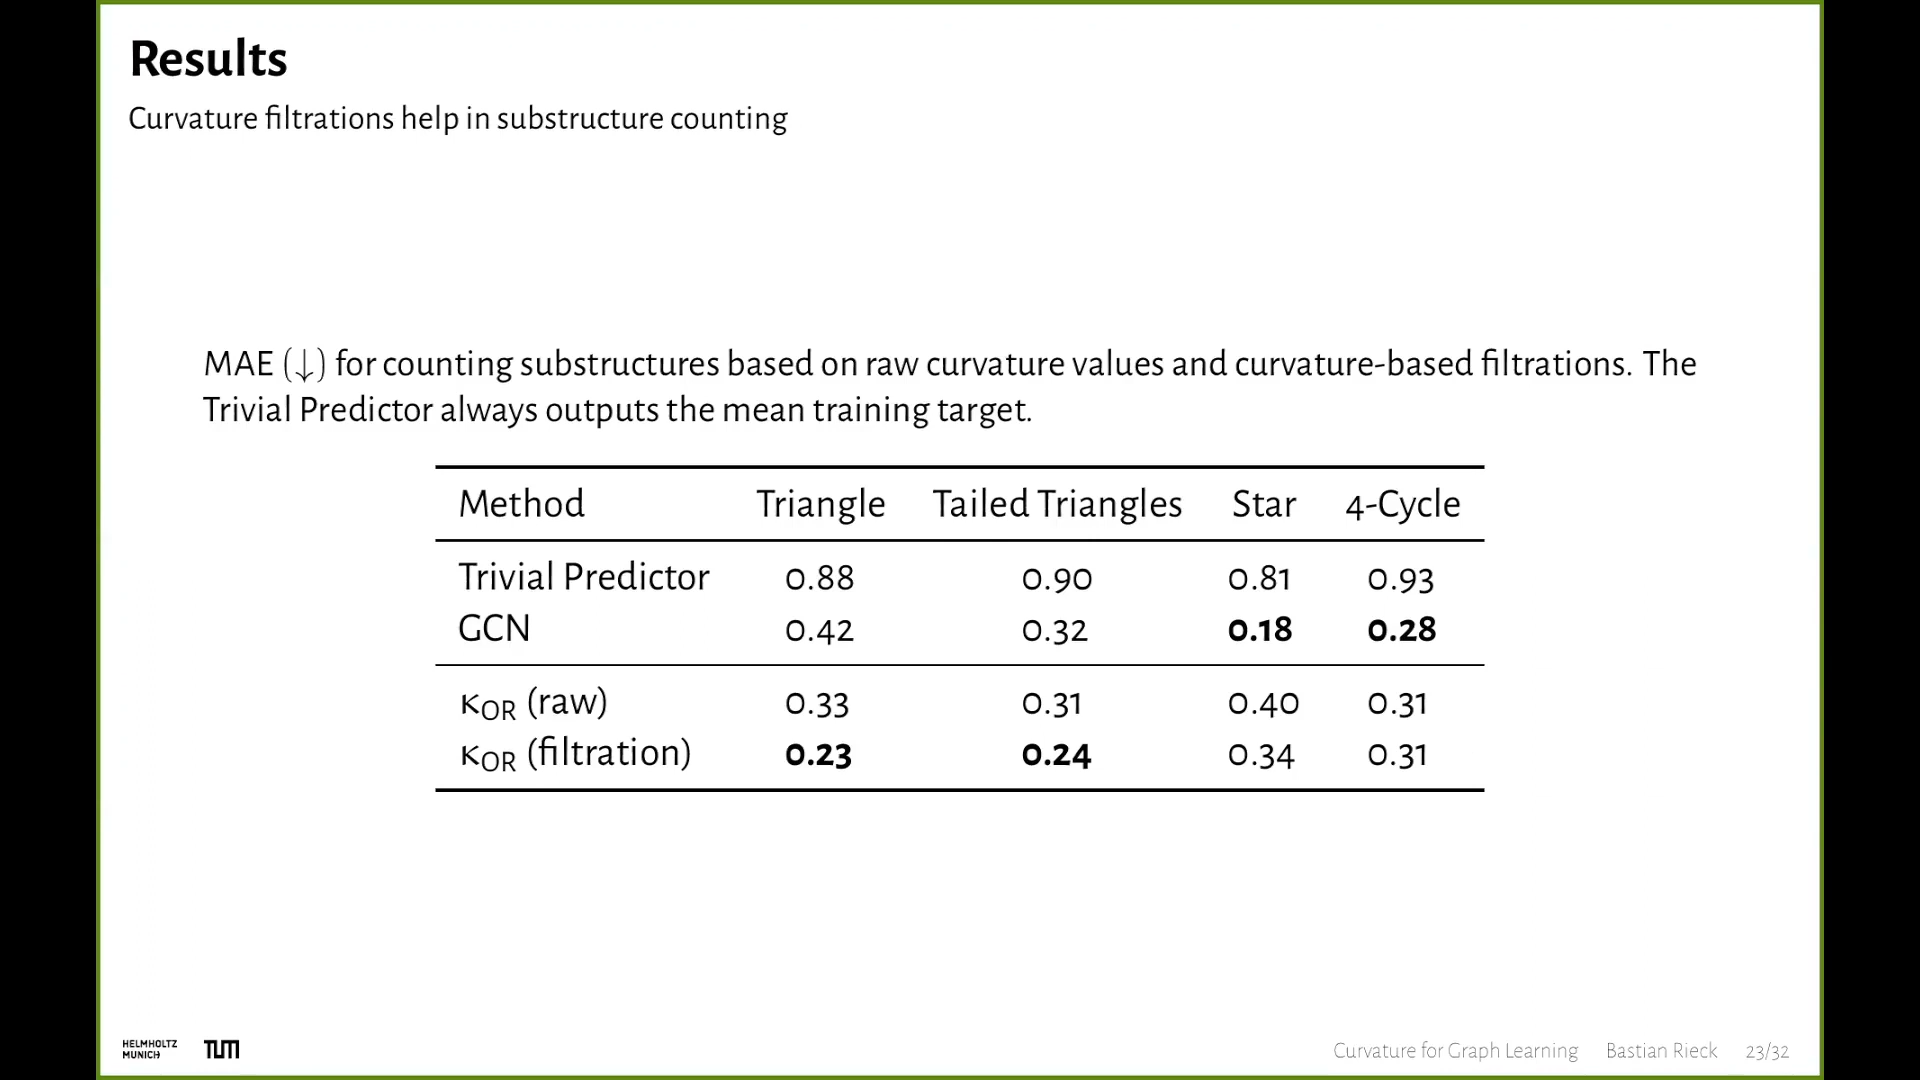 Results
Curvature filtrations help in substructure counting
MAE (↓) for counting substructures based on raw curvature values and curvature-based filtrations. The
Trivial Predictor always outputs the mean training target.
Method Triangle Tailed Triangles Star 4-Cycle
Trivial Predictor 0.88 0.90 0.81 0.93
GCN 0.42 0.32 0.18 0.28
κOR (raw) 0.33 0.31 0.40 0.31
κOR (filtration) 0.23 0.24 0.34 0.31
HELMHOLTZ
MUNICH
TUM
Curvature for Graph Learning Bastian Rieck 23/32